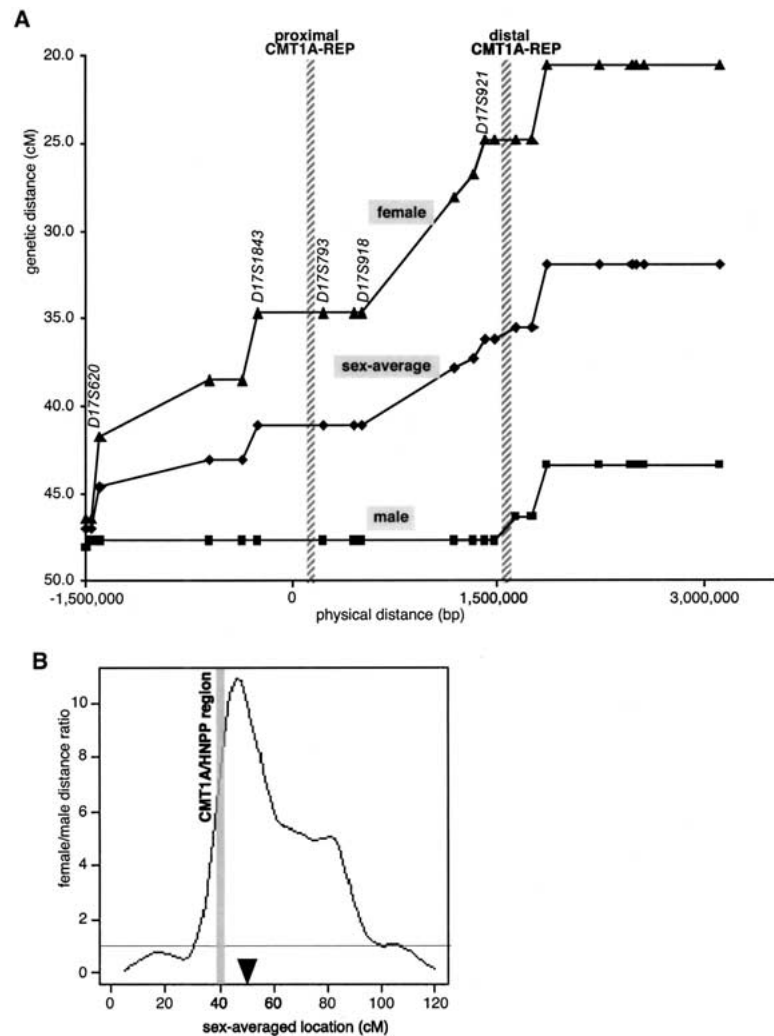 A
proximal
CMT1A-REP
distal
CMT1A-REP
20.0
25.0
30.0
35.0
40.0
45.0
50.0
genetic distance (cM)
D17S620
D17S1843
D17S793
D17S918
D17S921
female
sex-average
male
-1,500,000
0
1,500,000
3,000,000
physical distance (bp)
B
10
8
6
4
2
1
0
female/male distance ratio
CMT1A/HNPP region
0
20
40
60
80
100
120
sex-averaged location (cM)